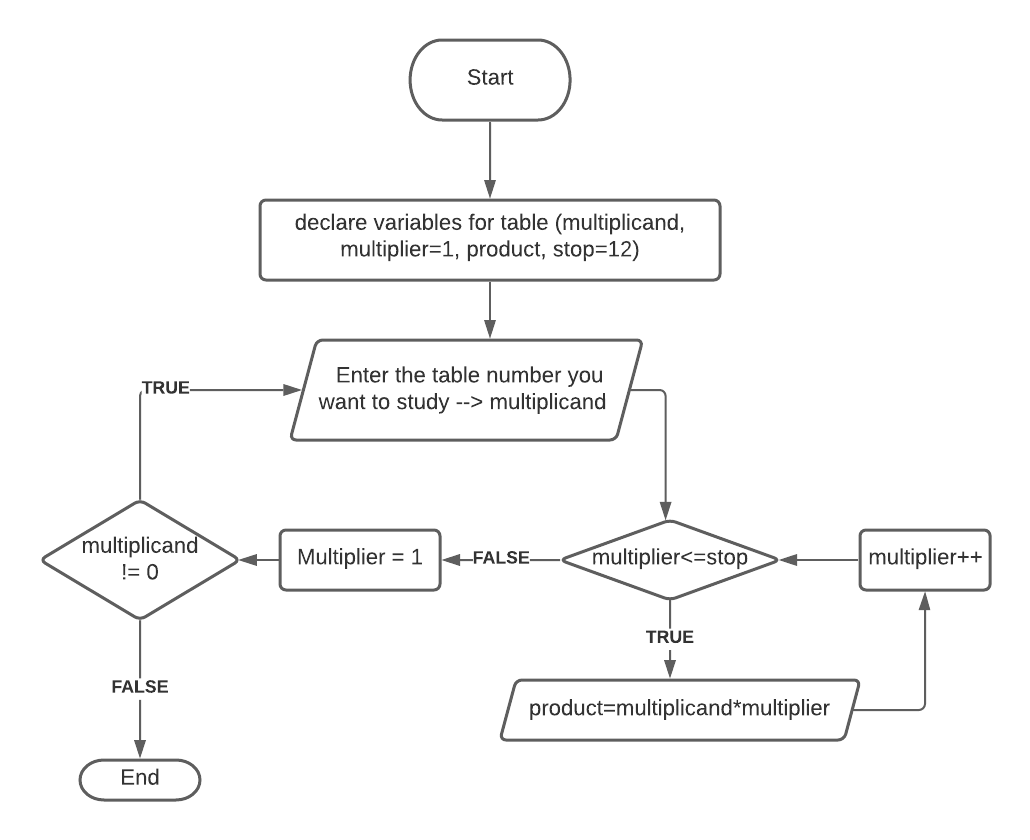 Start
declare variables for table (multiplicand,
multiplier=1, product, stop=12)
Enter the table number you
want to study --> multiplicand
TRUE
multiplicand
!= 0
Multiplier = 1
FALSE
multiplier<=stop
multiplier++
TRUE
product=multiplicand*multiplier
FALSE
End